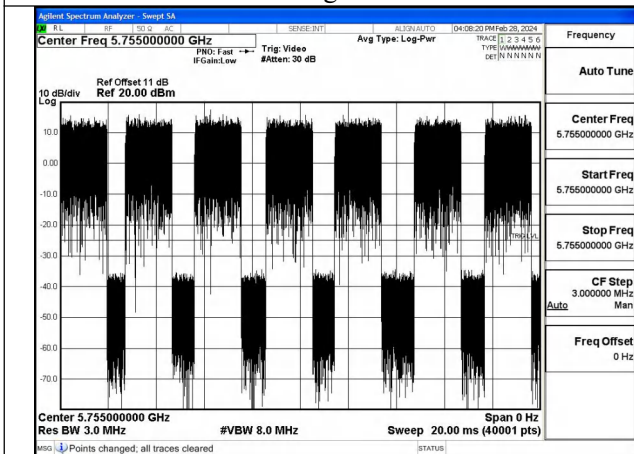 Agilent Spectrum Analyzer - Swept SA
RL RF 50 Ω AC SENSE:INT ALIGN AUTO 04:08:20 PM Feb 28, 2024
Center Freq 5.755000000 GHz
PNO: Fast
IFGain:Low
Trig: Video
#Atten: 30 dB
Avg Type: Log-Pwr
TRACE 1 2 3 4 5 6
TYPE
DET N N N N N N
Ref Offset 11 dB
10 dB/div Ref 20.00 dBm
Log
10.0
0.00
-10.0
-20.0
TRIG LVL
-30.0
-40.0
-50.0
-60.0
-70.0
Center 5.755000000 GHz Span 0 Hz
Res BW 3.0 MHz #VBW 8.0 MHz Sweep 20.00 ms (40001 pts)
MSG Points changed; all traces cleared STATUS
Frequency
Auto Tune
Center Freq
5.755000000 GHz
Start Freq
5.755000000 GHz
Stop Freq
5.755000000 GHz
CF Step
3.000000 MHz
Auto Man
Freq Offset
0 Hz